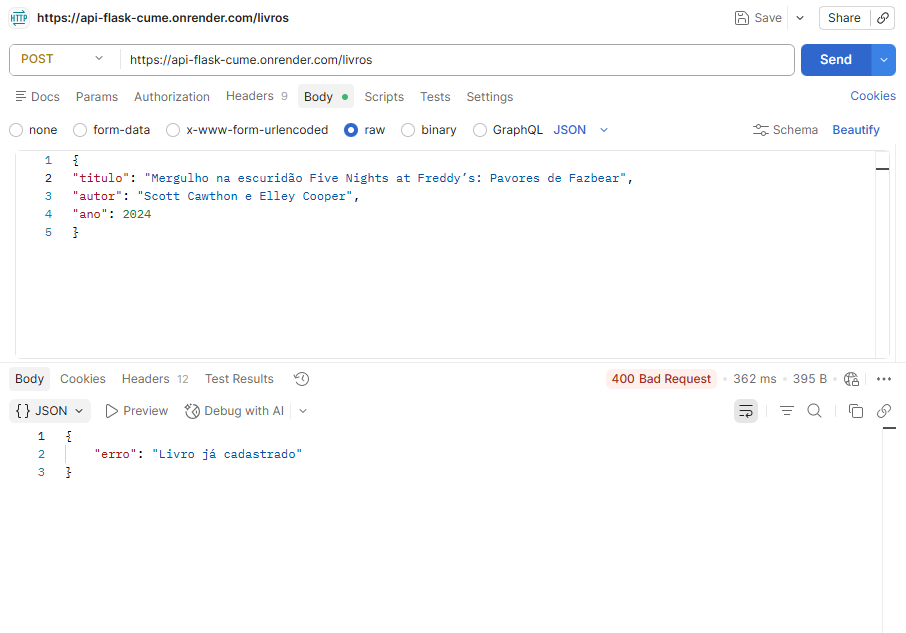 HTTP https://api-flask-cume.onrender.com/livros Save Share
POST https://api-flask-cume.onrender.com/livros Send
Docs Params Authorization Headers 9 Body Scripts Tests Settings Cookies
none form-data x-www-form-urlencoded raw binary GraphQL JSON Schema Beautify
1 {
2 "titulo": "Mergulho na escuridão Five Nights at Freddy’s: Pavores de Fazbear",
3 "autor": "Scott Cawthon e Elley Cooper",
4 "ano": 2024
5 }
Body Cookies Headers 12 Test Results 400 Bad Request • 362 ms • 395 B •
{} JSON Preview Debug with AI
1 {
2 "erro": "Livro já cadastrado"
3 }